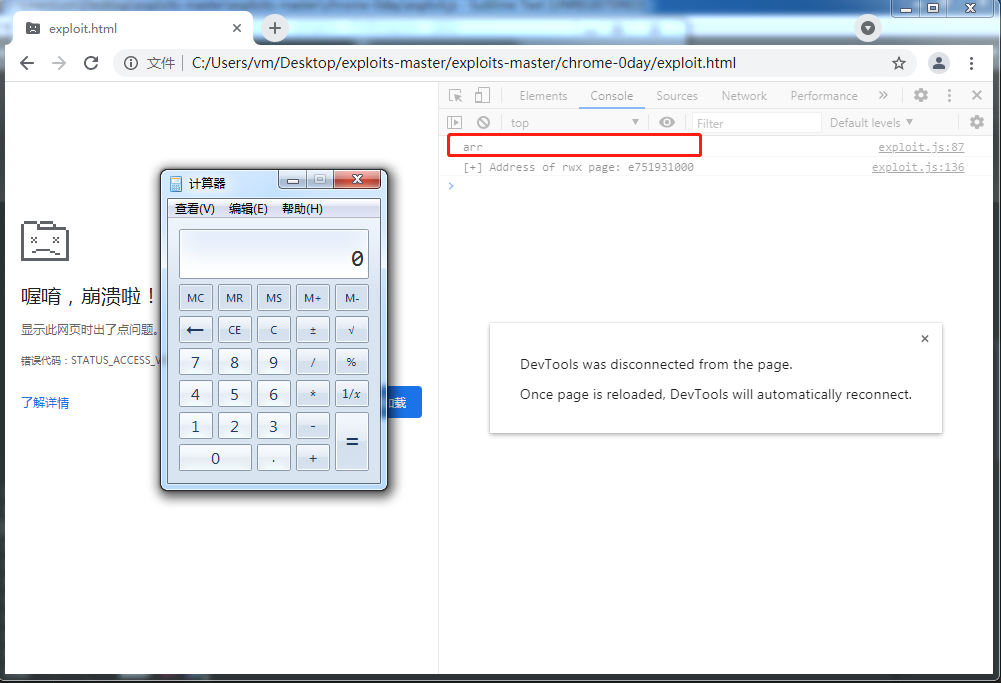 exploit.html
文件 C:/Users/vm/Desktop/exploits-master/exploits-master/chrome-0day/exploit.html
Elements Console Sources Network Performance
top Filter Default levels
arr exploit.js:87
[+] Address of rwx page: e751931000 exploit.js:136
喔唷，崩溃啦！
显示此网页时出了点问题。
错误代码：STATUS_ACCESS_V
了解详情
载
计算器
查看(V) 编辑(E) 帮助(H)
0
MC MR MS M+ M-
← CE C ± √
7 8 9 / %
4 5 6 * 1/x
1 2 3 - =
0 . +
DevTools was disconnected from the page.
Once page is reloaded, DevTools will automatically reconnect.